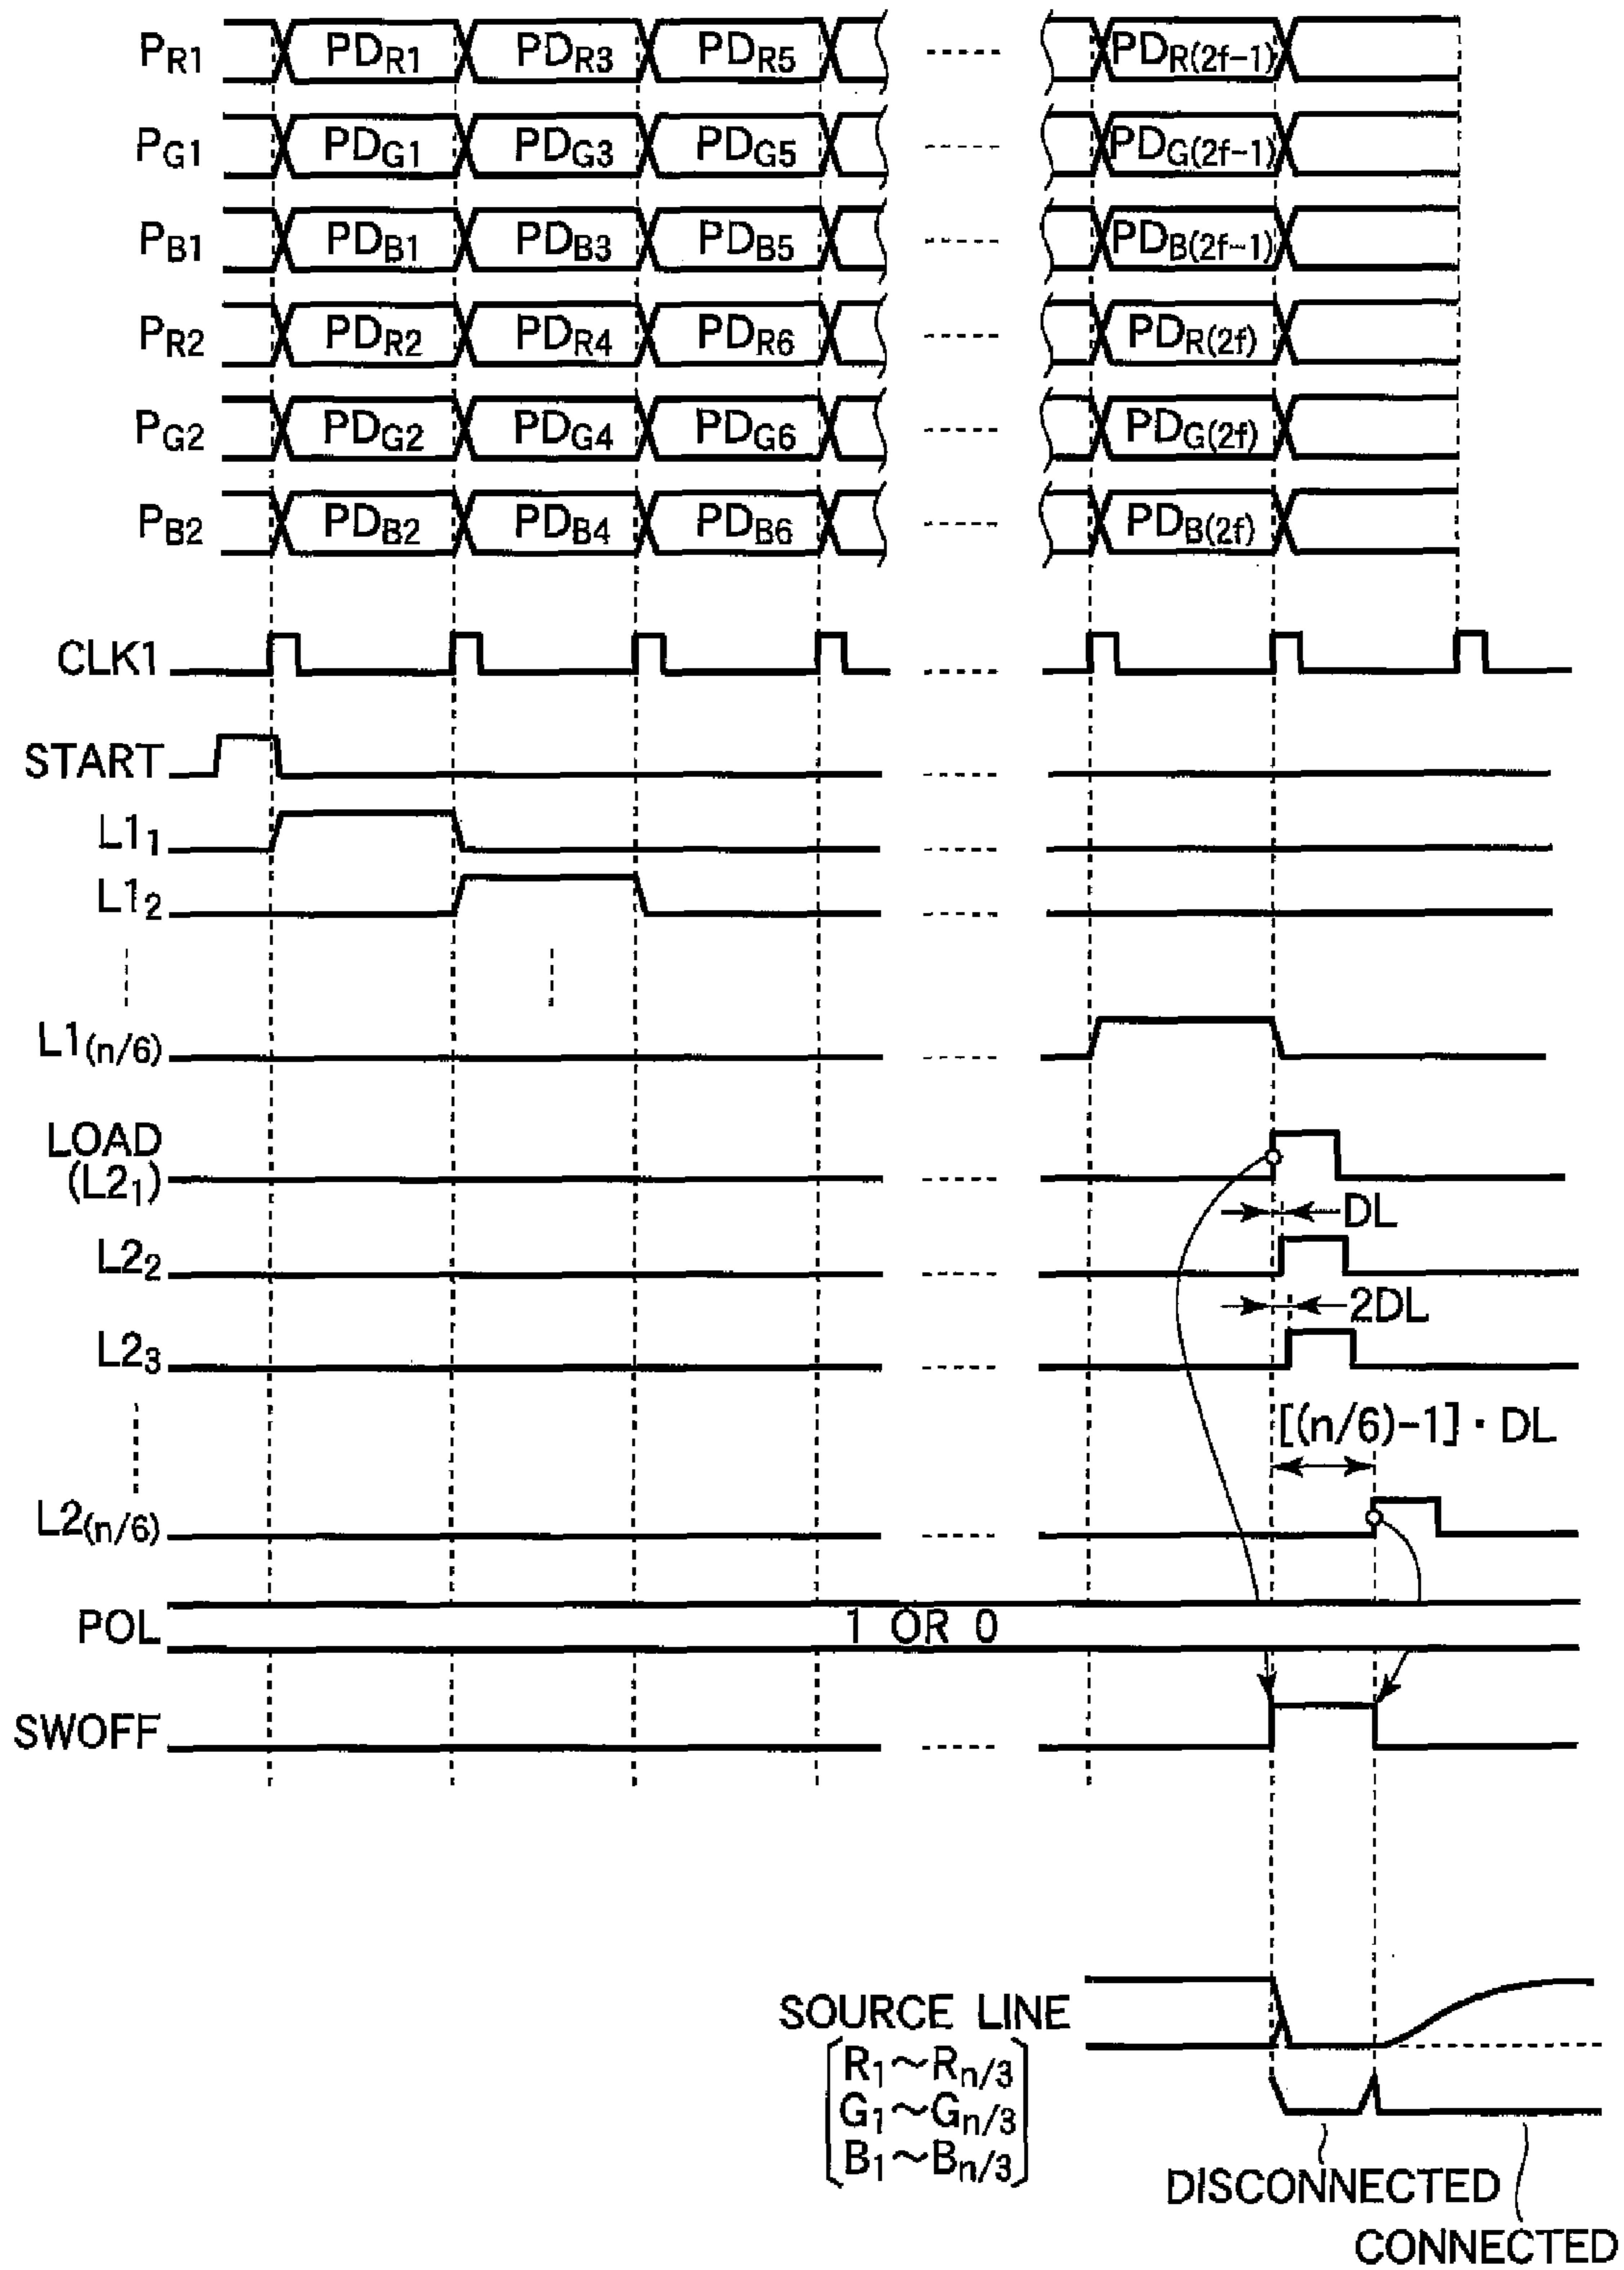 P_R1 PD_R1 PD_R3 PD_R5 PD_R(2f-1)
P_G1 PD_G1 PD_G3 PD_G5 PD_G(2f-1)
P_B1 PD_B1 PD_B3 PD_B5 PD_B(2f-1)
P_R2 PD_R2 PD_R4 PD_R6 PD_R(2f)
P_G2 PD_G2 PD_G4 PD_G6 PD_G(2f)
P_B2 PD_B2 PD_B4 PD_B6 PD_B(2f)
CLK1
START
L1_1
L1_2
L1_(n/6)
LOAD
(L2_1)
DL
L2_2
2DL
L2_3
[(n/6)-1]・DL
L2_(n/6)
POL 1 OR 0
SWOFF
SOURCE LINE
R_1～R_n/3
G_1～G_n/3
B_1～B_n/3
DISCONNECTED
CONNECTED